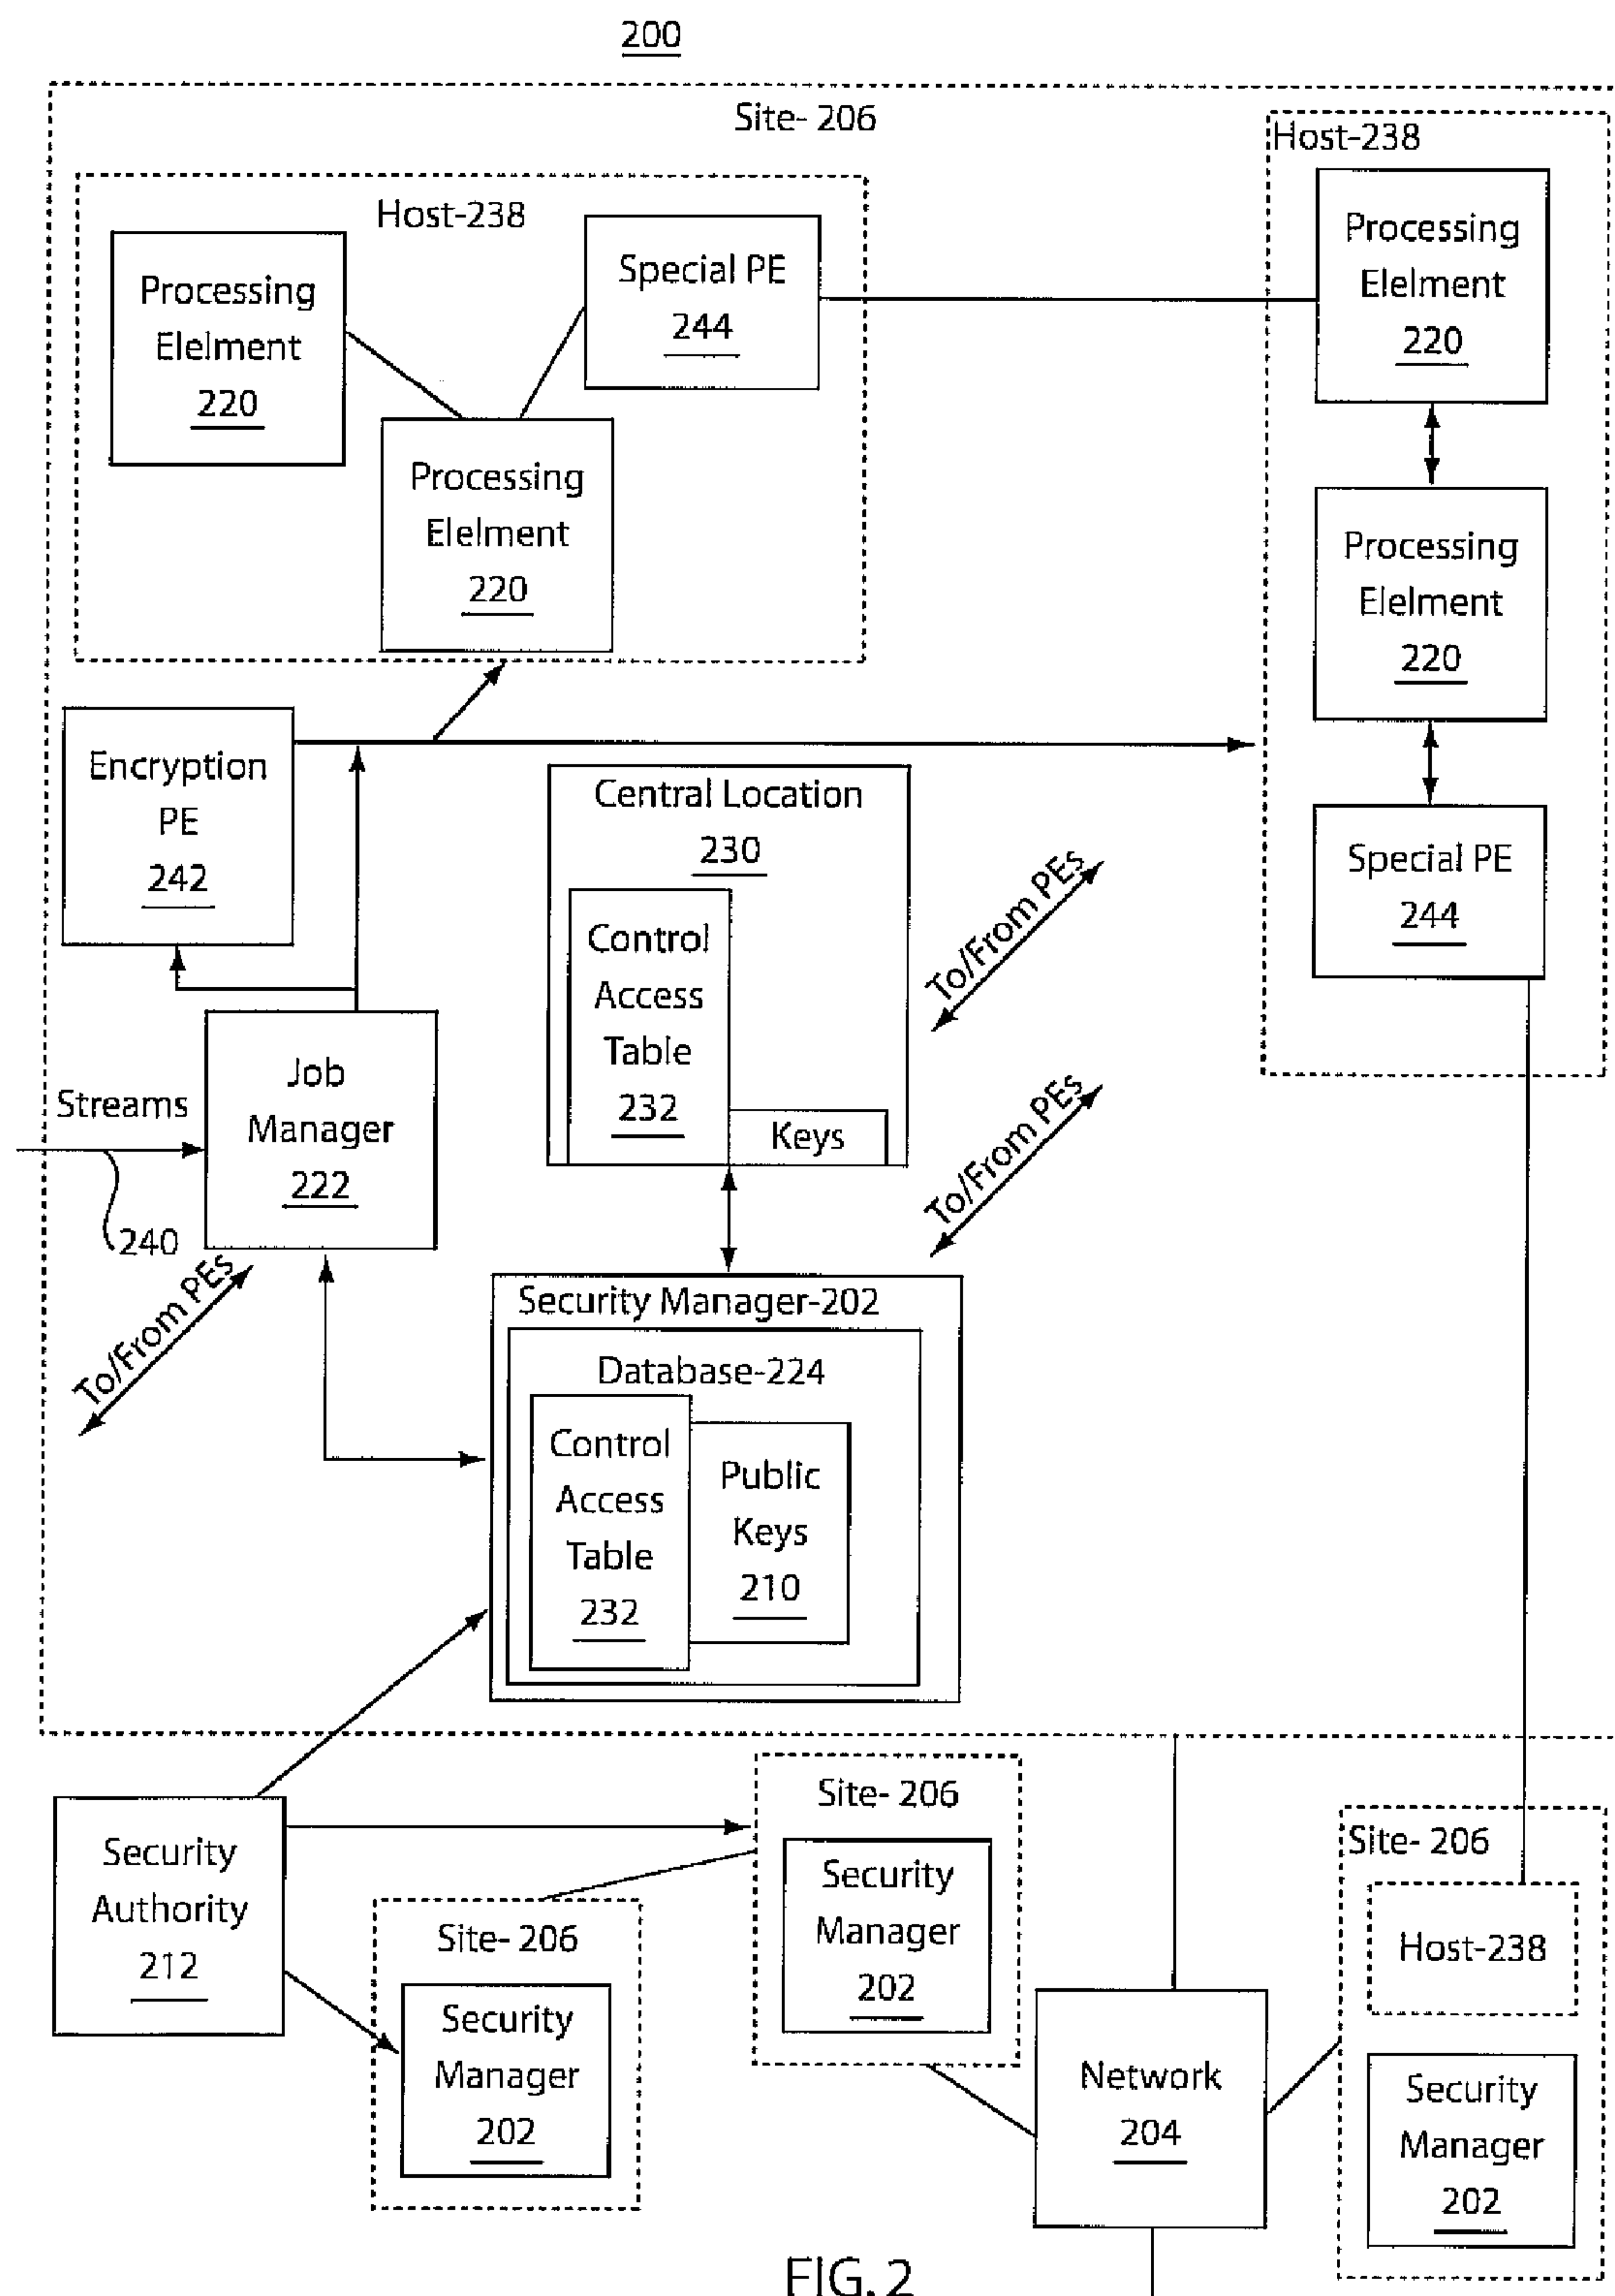 200
Site- 206
Host-238
Processing
Elelment
220
Special PE
244
Processing
Elelment
220
Host-238
Processing
Elelment
220
Processing
Elelment
220
Special PE
244
Encryption
PE
242
Central Location
230
Control
Access
Table
232
Keys
To/From PEs
To/From PEs
Streams
240
Job
Manager
222
To/From PEs
Security Manager-202
Database-224
Control
Access
Table
232
Public
Keys
210
Security
Authority
212
Site- 206
Security
Manager
202
Site- 206
Security
Manager
202
Network
204
Site- 206
Host-238
Security
Manager
202
FIG. 2